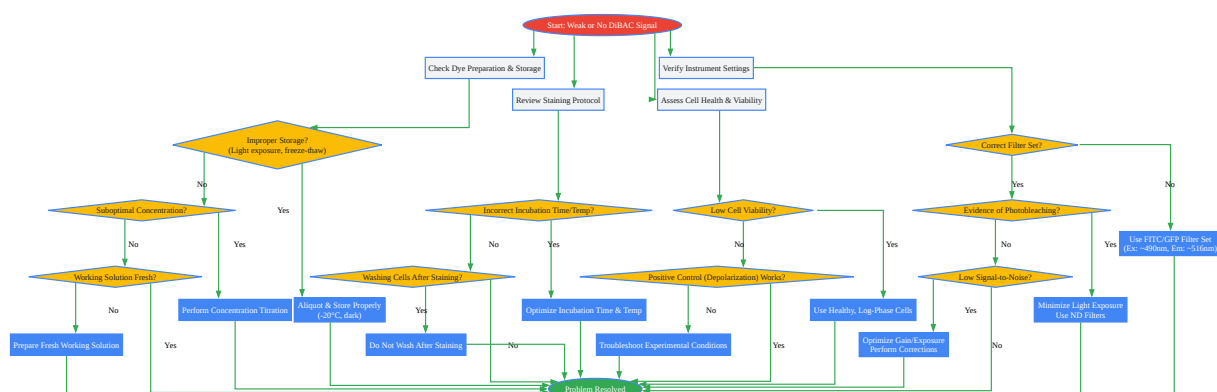 Start: Weak or No DiBAC Signal
Check Dye Preparation & Storage
Verify Instrument Settings
Review Staining Protocol
Assess Cell Health & Viability
Improper Storage?
(Light exposure, freeze-thaw)
Correct Filter Set?
No
Yes
Yes
No
Suboptimal Concentration?
Incorrect Incubation Time/Temp?
Low Cell Viability?
Evidence of Photobleaching?
No
Yes
No
Yes
No
Yes
No
Yes
Use FITC/GFP Filter Set
(Ex: ~490nm, Em: ~516nm)
Working Solution Fresh?
Washing Cells After Staining?
Positive Control (Depolarization) Works?
Low Signal-to-Noise?
No
Yes
Perform Concentration Titration
Aliquot & Store Properly
(-20°C, dark)
Yes
No
Optimize Incubation Time & Temp
No
Yes
Use Healthy, Log-Phase Cells
Yes
No
Minimize Light Exposure
Use ND Filters
Prepare Fresh Working Solution
Do Not Wash After Staining
Troubleshoot Experimental Conditions
Optimize Gain/Exposure
Perform Corrections
Problem Resolved